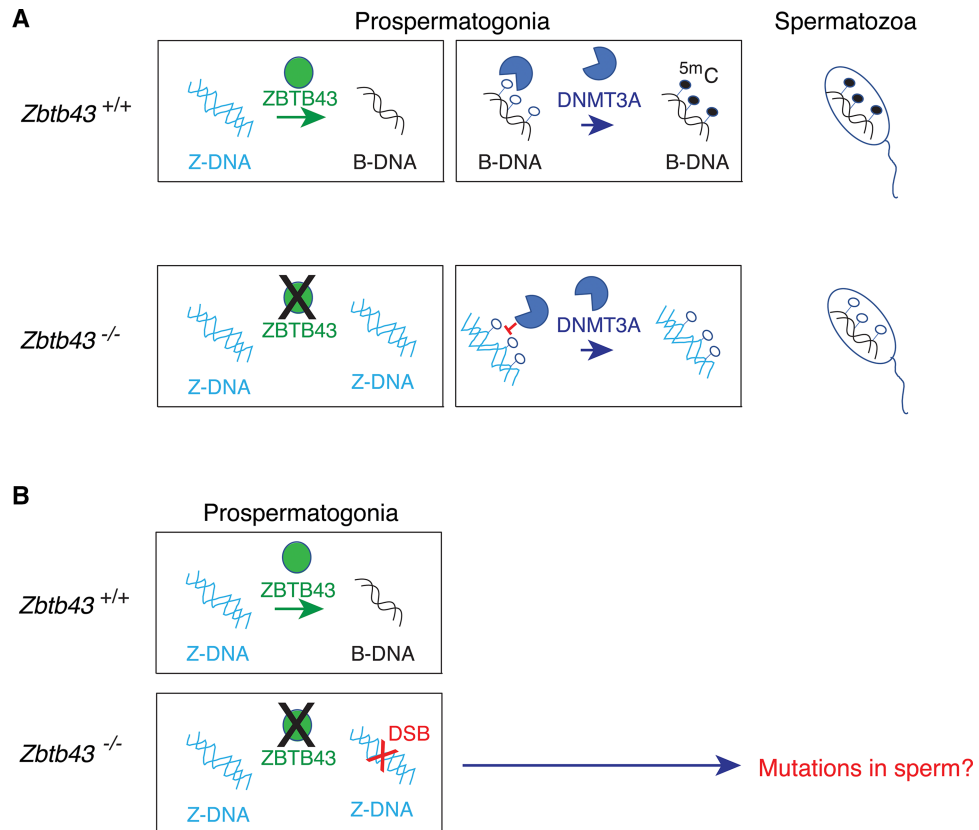 A
Prospermatogonia
Spermatozoa
Zbtb43 +/+
ZBTB43
Z-DNA
B-DNA
DNMT3A
5mC
B-DNA
B-DNA
Zbtb43 -/-
ZBTB43
Z-DNA
Z-DNA
DNMT3A
B
Prospermatogonia
Zbtb43 +/+
ZBTB43
Z-DNA
B-DNA
Zbtb43 -/-
ZBTB43
DSB
Z-DNA
Z-DNA
Mutations in sperm?